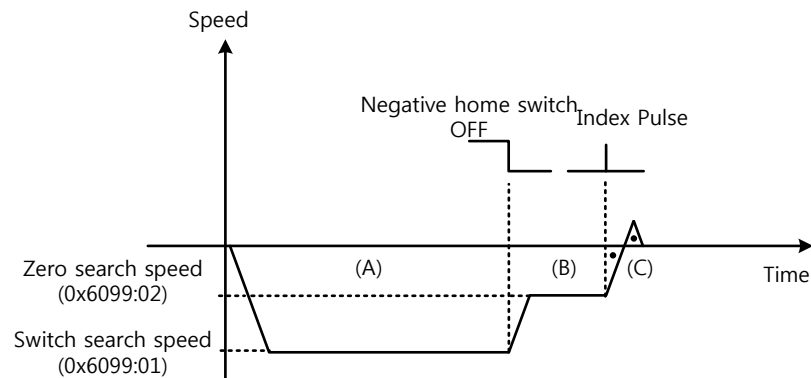 Speed
Negative home switch
OFF
Index Pulse
Zero search speed
(0x6099:02)
(A)
(B)
(C)
Time
Switch search speed
(0x6099:01)